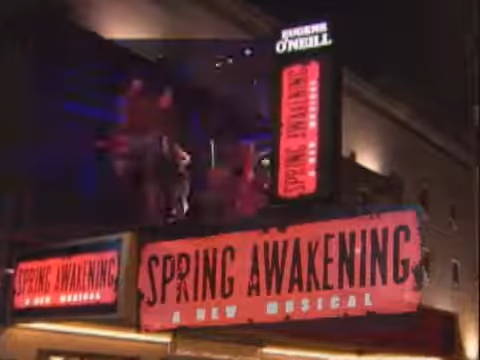 EUGENE
O'NEILL
SPRING AWAKENING
A NEW MUSICAL
SPRING AWAKENING
A NEW MUSICAL
SPRING AWAKENING
A NEW MUSICAL